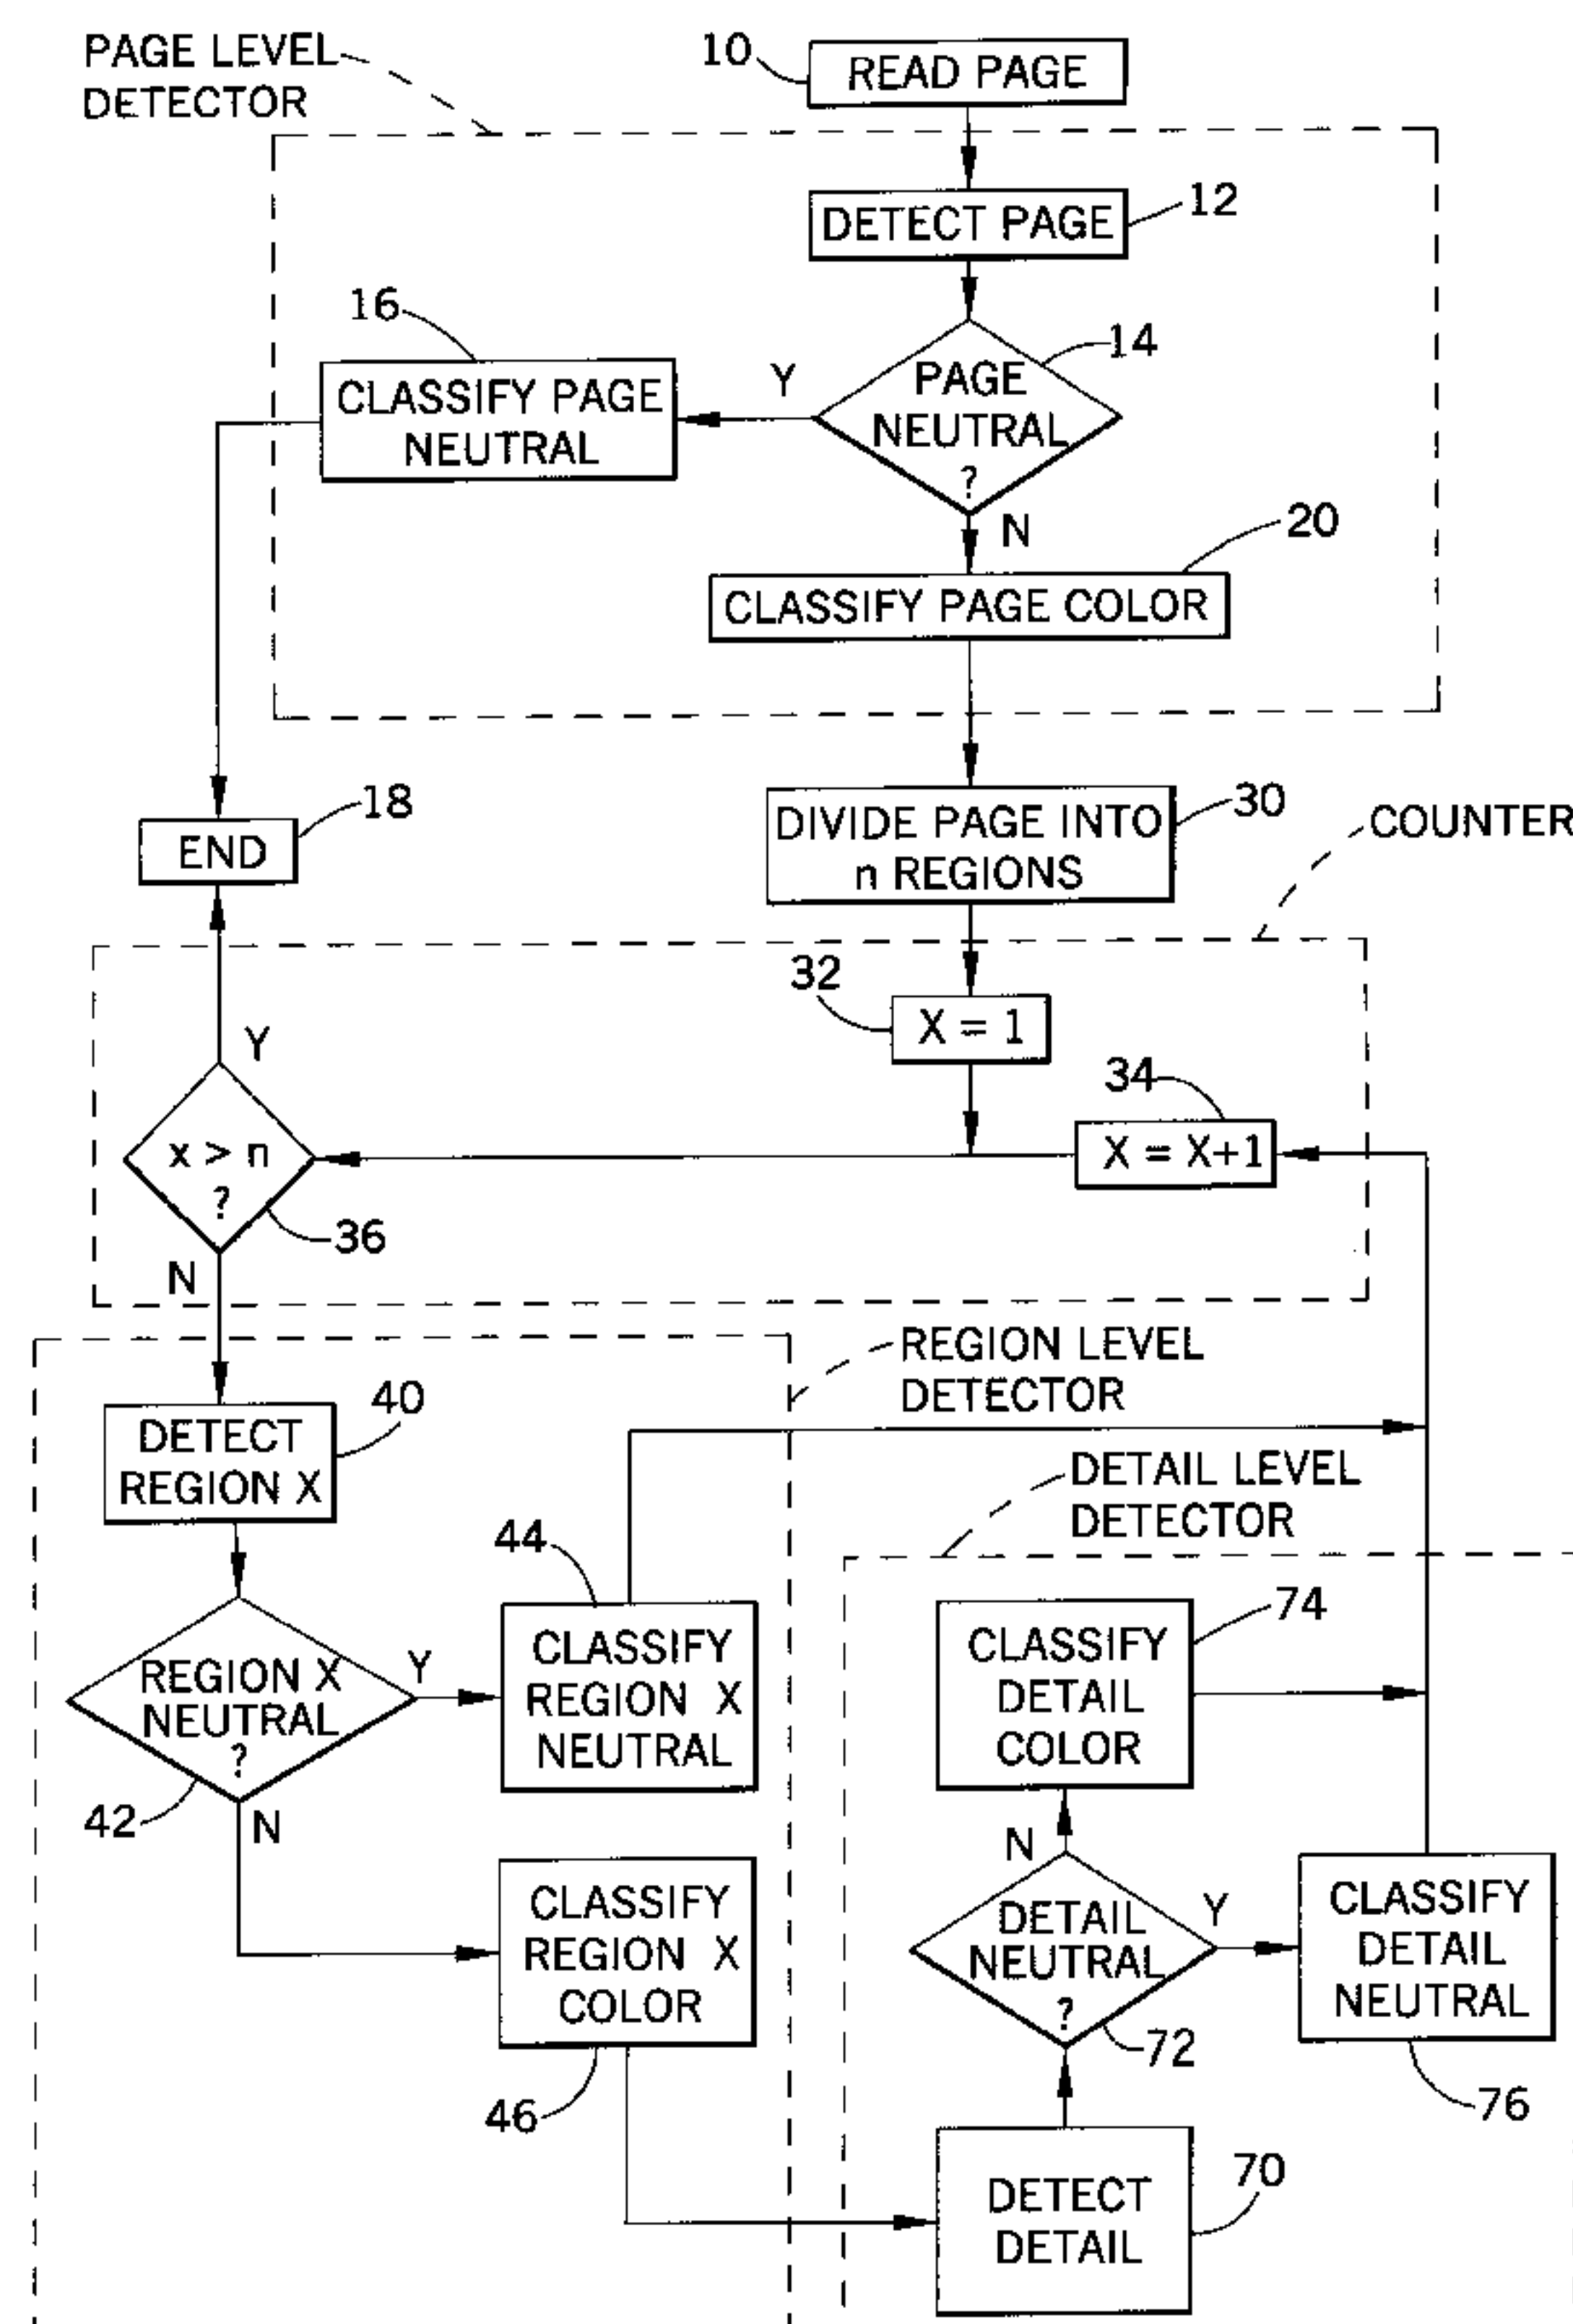 PAGE LEVEL
DETECTOR
10
READ PAGE
DETECT PAGE
12
16
CLASSIFY PAGE
NEUTRAL
Y
PAGE
NEUTRAL
?
14
N
20
CLASSIFY PAGE COLOR
18
END
DIVIDE PAGE INTO
n REGIONS
30
COUNTER
32
X = 1
34
X = X+1
Y
x > n
?
36
N
REGION LEVEL
DETECTOR
40
DETECT
REGION X
DETAIL LEVEL
DETECTOR
44
REGION X
NEUTRAL
?
Y
42
N
CLASSIFY
REGION X
NEUTRAL
74
CLASSIFY
DETAIL
COLOR
N
CLASSIFY
REGION X
COLOR
46
DETAIL
NEUTRAL
?
Y
72
CLASSIFY
DETAIL
NEUTRAL
76
70
DETECT
DETAIL